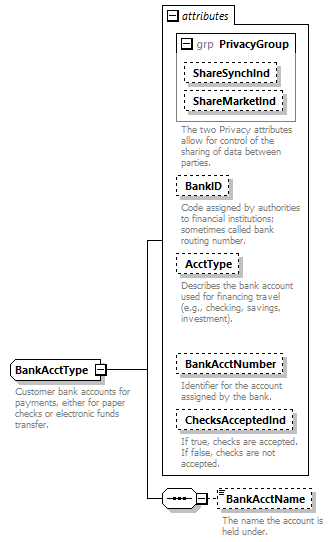 attributes
grp PrivacyGroup
ShareSynchInd
ShareMarketInd
The two Privacy attributes
allow for control of the
sharing of data between
parties.
BankID
Code assigned by authorities
to financial institutions;
sometimes called bank
routing number.
AcctType
Describes the bank account
used for financing travel
(e.g., checking, savings,
investment).
BankAcctNumber
Identifier for the account
assigned by the bank.
ChecksAcceptedInd
If true, checks are accepted.
If false, checks are not
accepted.
BankAcctType
Customer bank accounts for
payments, either for paper
checks or electronic funds
transfer.
BankAcctName
The name the account is
held under.